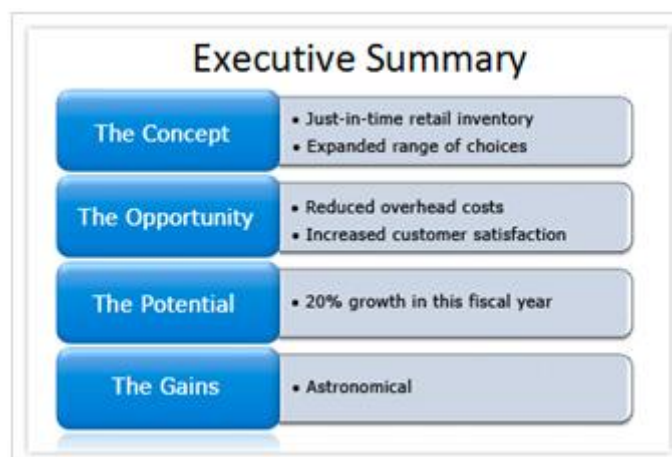 Executive Summary
The Concept
• Just-in-time retail inventory
• Expanded range of choices
The Opportunity
• Reduced overhead costs
• Increased customer satisfaction
The Potential
• 20% growth in this fiscal year
The Gains
• Astronomical